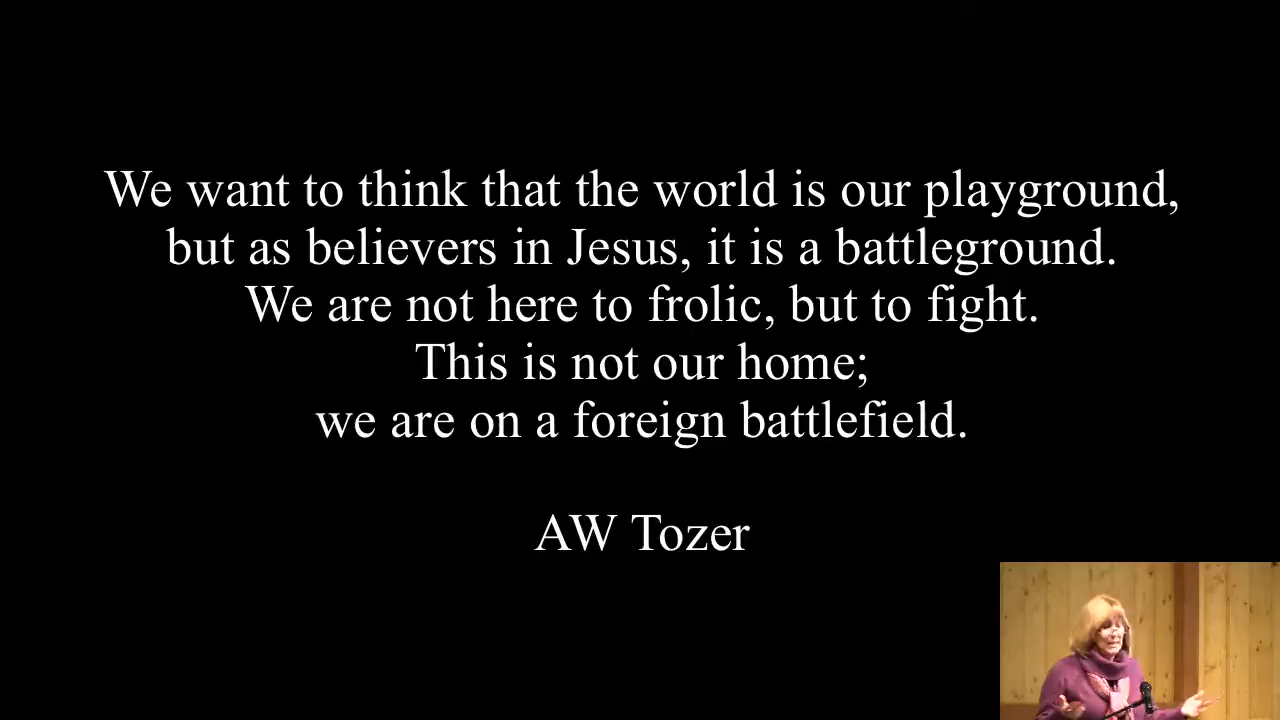 We want to think that the world is our playground,
but as believers in Jesus, it is a battleground.
We are not here to frolic, but to fight.
This is not our home;
we are on a foreign battlefield.
AW Tozer